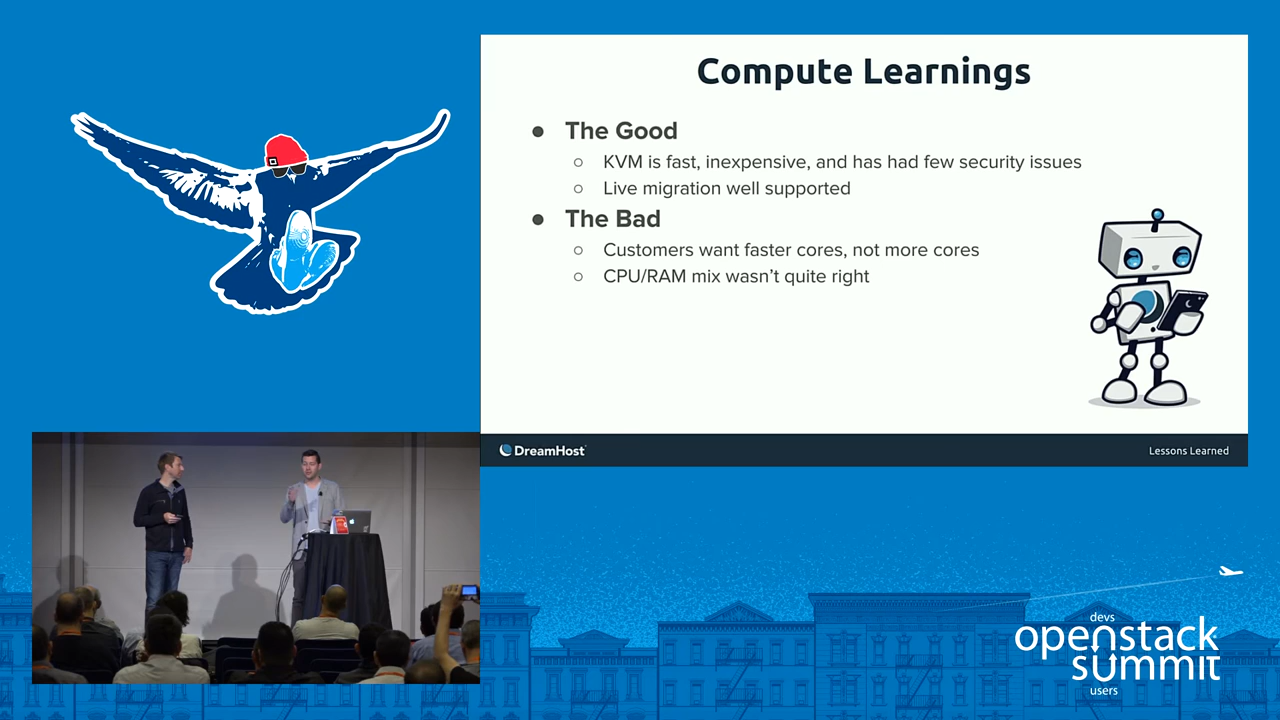 Compute Learnings
● The Good
○ KVM is fast, inexpensive, and has had few security issues
○ Live migration well supported
● The Bad
○ Customers want faster cores, not more cores
○ CPU/RAM mix wasn't quite right
DreamHost
Lessons Learned
devs
openstack
summit
users